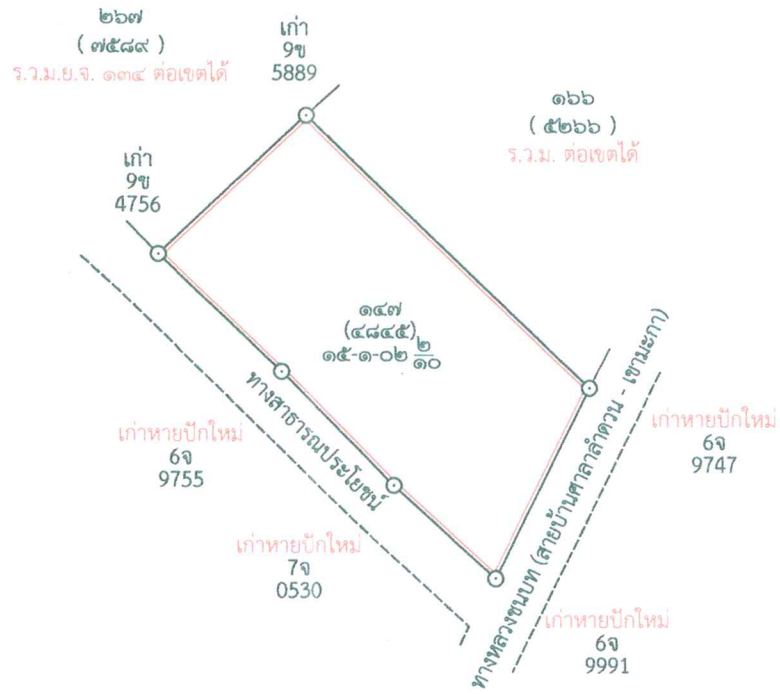 ๒๖๗
( ๗๕๘๙ )
ร.ว.ม.ย.จ. ๑๓๔ ต่อเขตได้
เก่า
9ข
5889
๑๖๖
( ๕๒๖๖ )
ร.ว.ม. ต่อเขตได้
เก่า
9ข
4756
๑๔๗
(๔๘๔๕)
๑๕-๑-๐๒ ๒/๑๐
ทางสาธารณประโยชน์
ทางหลวงชนบท (สายบ้านศาลาลำดวน - เขามะกา)
เก่าหายปักใหม่
6จ
9755
เก่าหายปักใหม่
6จ
9747
เก่าหายปักใหม่
7จ
0530
เก่าหายปักใหม่
6จ
9991